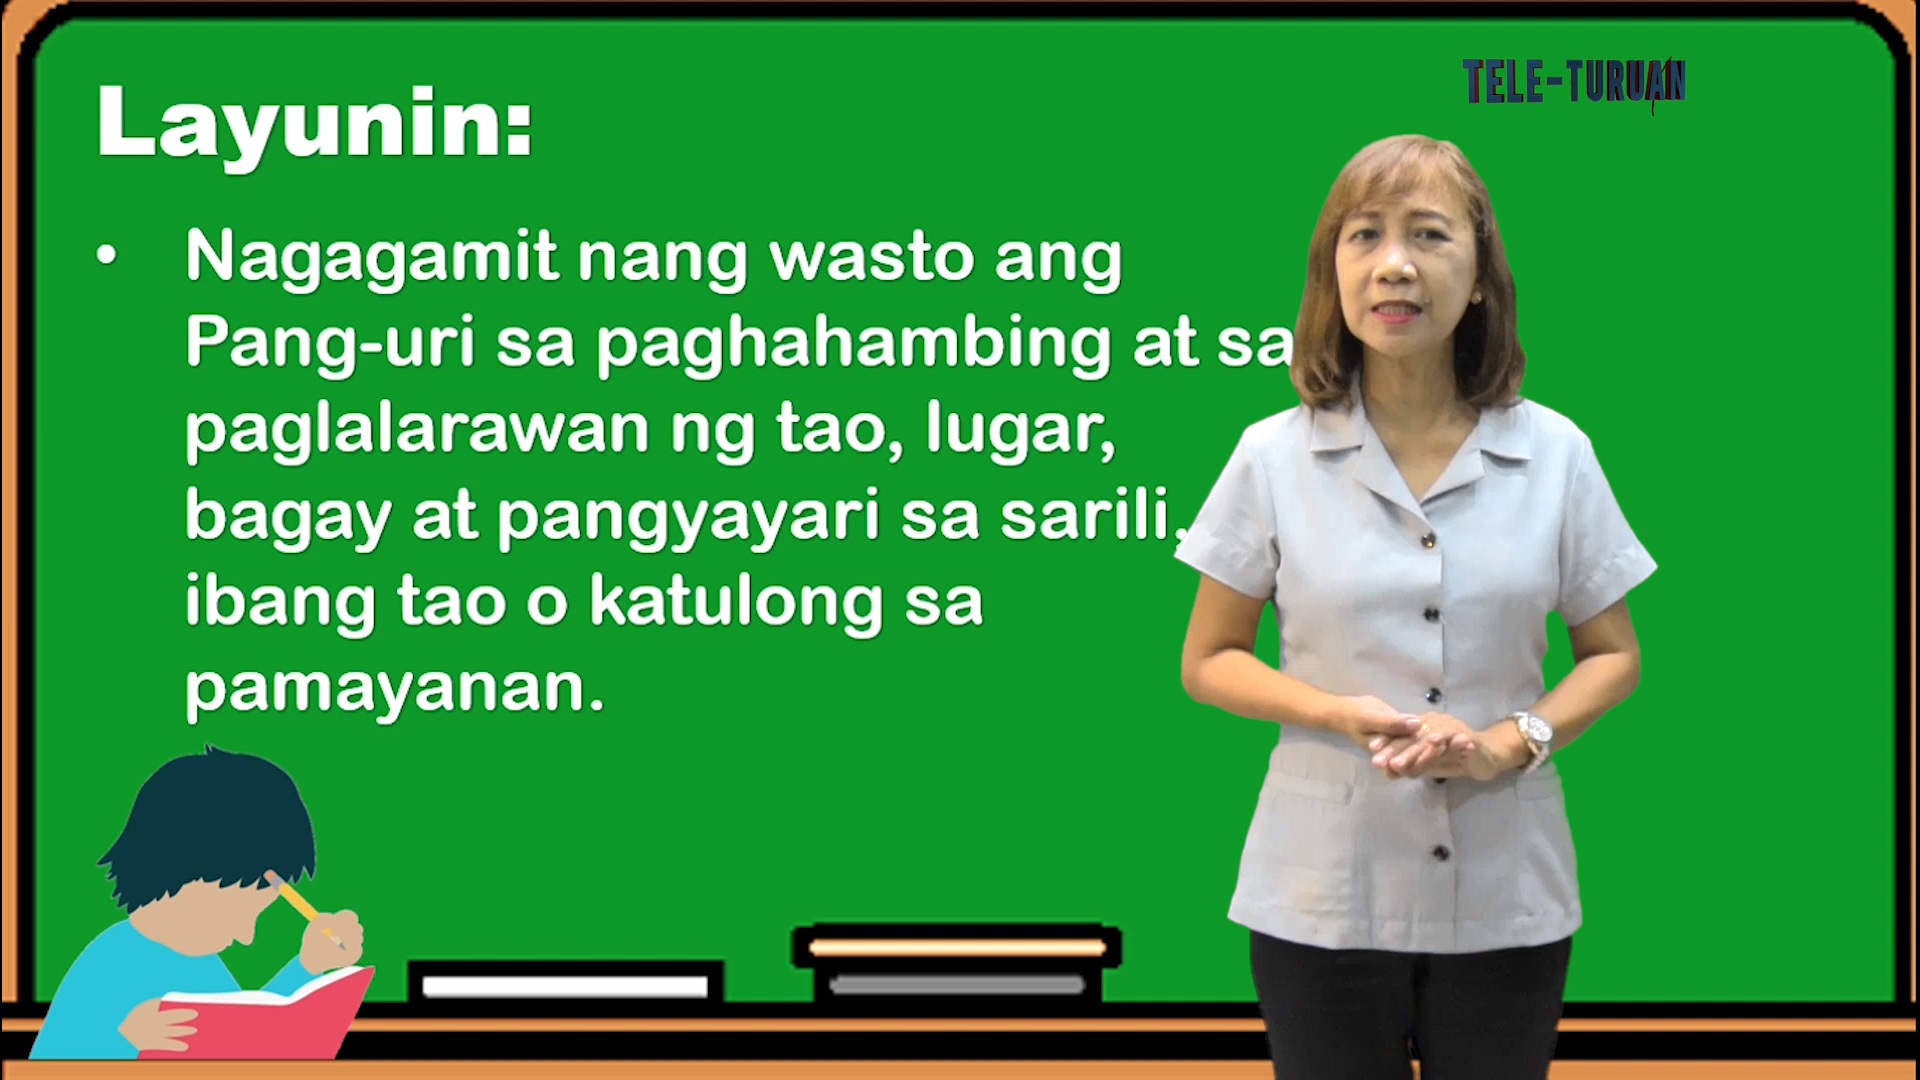 TELE-TURUAN
Layunin:
• Nagagamit nang wasto ang
Pang-uri sa paghahambing at sa
paglalarawan ng tao, lugar,
bagay at pangyayari sa sarili,
ibang tao o katulong sa
pamayanan.